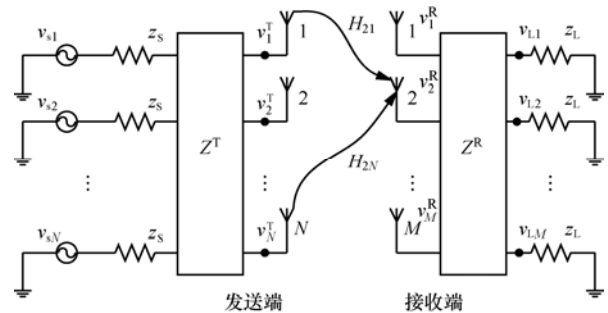 v_s1 z_S v_1^T 1 H_21 1 v_1^R v_L1 z_L
v_s2 z_S v_2^T 2 2 v_2^R v_L2 z_L
Z^T H_2N Z^R
⋮ ⋮ ⋮ ⋮
v_sN z_S v_N^T N M v_M^R v_LM z_L
发送端 接收端